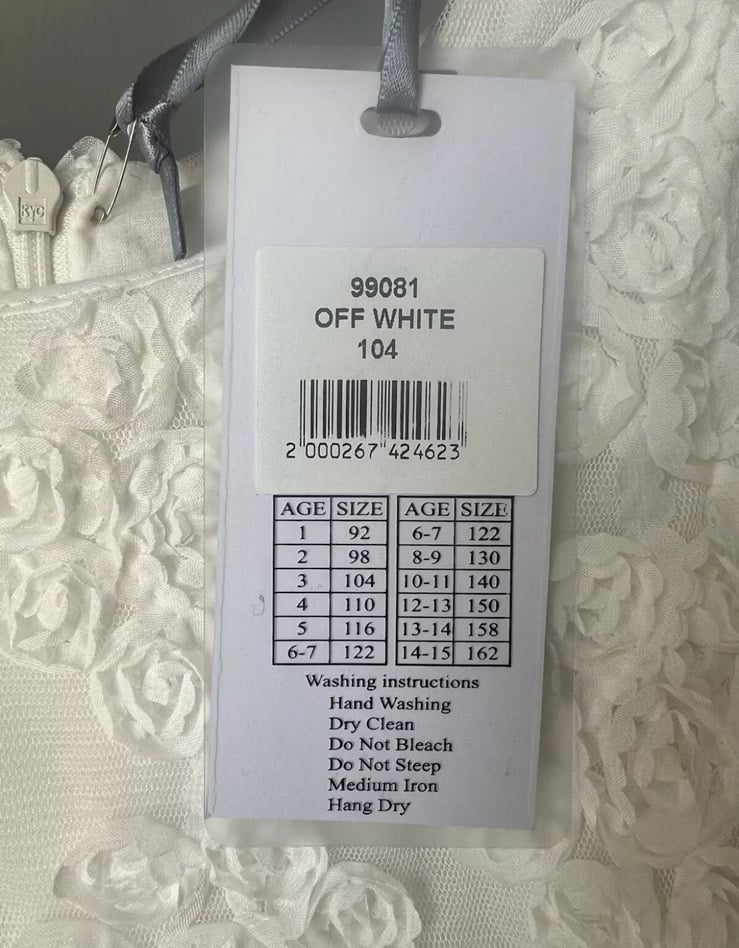 KYC
99081
OFF WHITE
104
2 000267 424623
AGE SIZE AGE SIZE
1 92 6-7 122
2 98 8-9 130
3 104 10-11 140
4 110 12-13 150
5 116 13-14 158
6-7 122 14-15 162
Washing instructions
Hand Washing
Dry Clean
Do Not Bleach
Do Not Steep
Medium Iron
Hang Dry